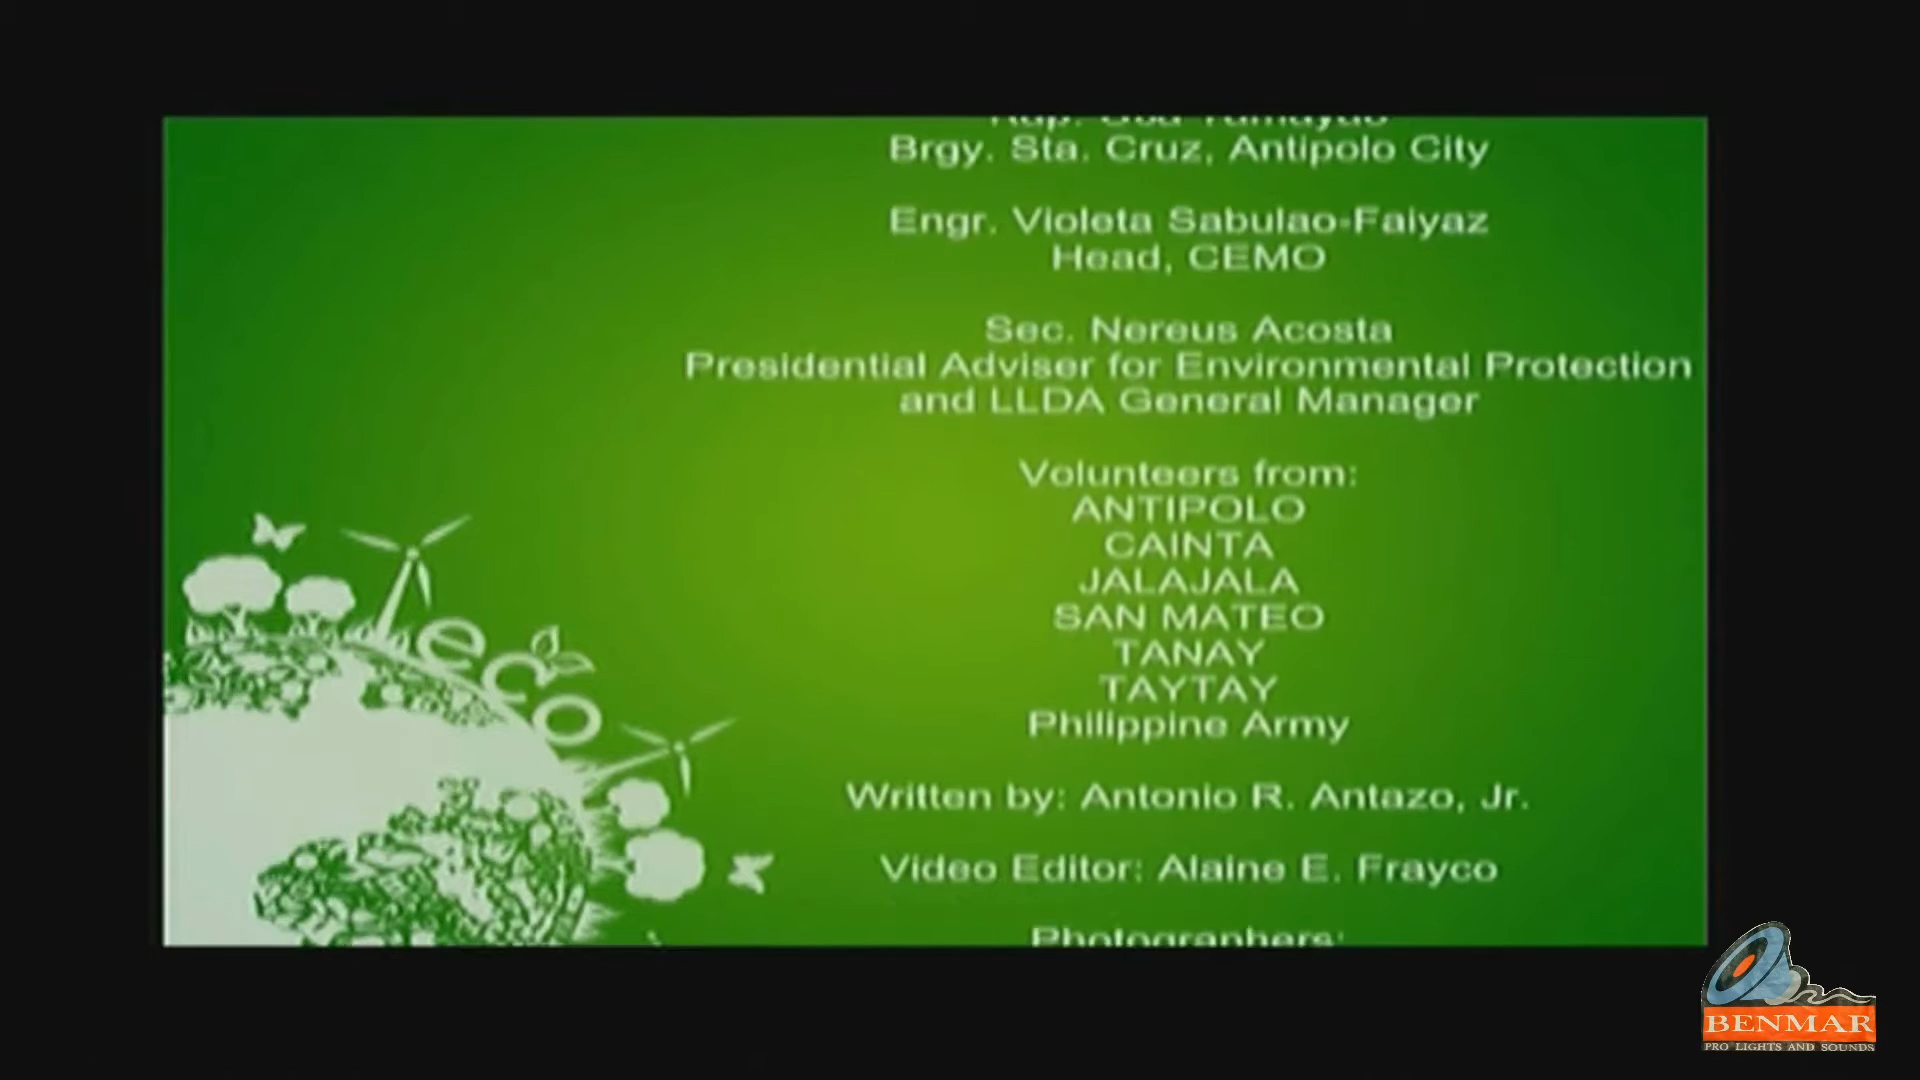 Brgy. Sta. Cruz, Antipolo City
Engr. Violeta Sabulao-Faiyaz
Head, CEMO
Sec. Nereus Acosta
Presidential Adviser for Environmental Protection
and LLDA General Manager
Volunteers from:
ANTIPOLO
CAINTA
JALAJALA
SAN MATEO
TANAY
TAYTAY
Philippine Army
Written by: Antonio R. Antazo, Jr.
Video Editor: Alaine E. Frayco
Photographers:
eco
BENMAR
PRO LIGHTS AND SOUNDS